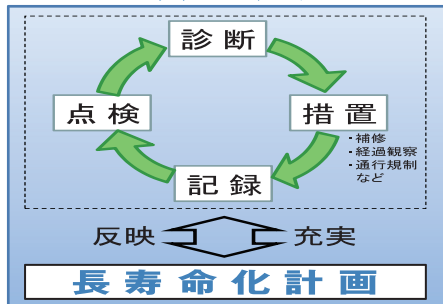 診断
点検
措置
・補修
・経過観察
・通行規制
など
記録
反映
充実
長寿命化計画